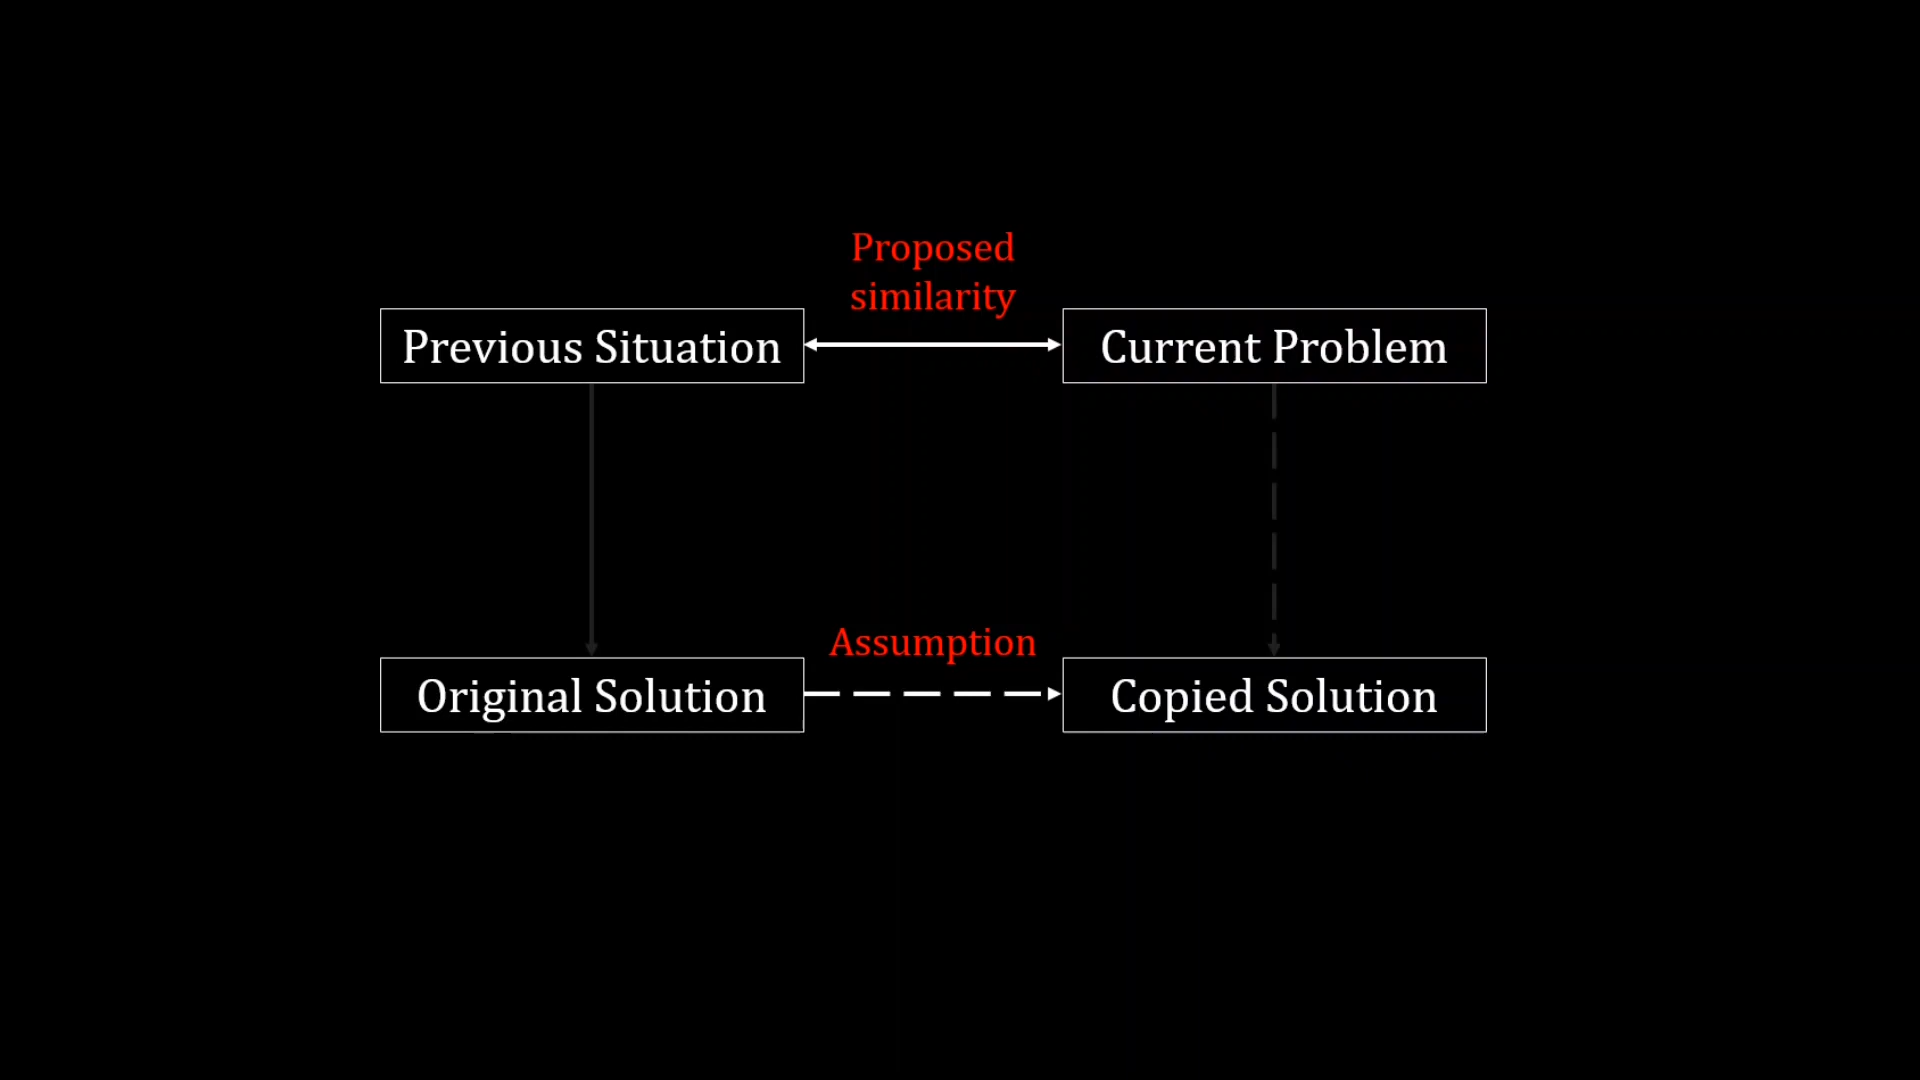 Proposed
similarity
Previous Situation
Current Problem
Assumption
Original Solution
Copied Solution